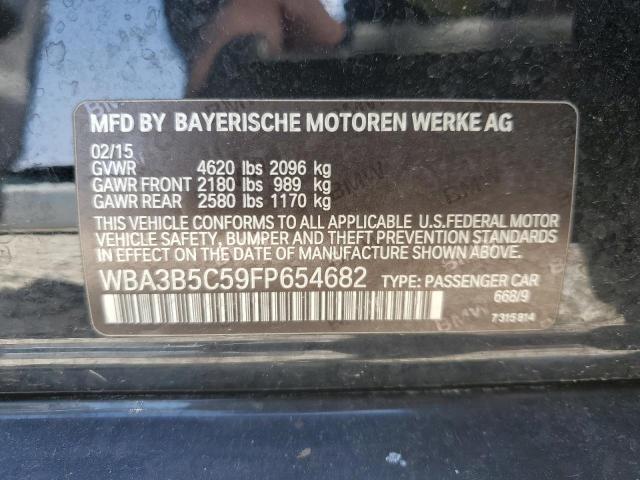 MFD BY BAYERISCHE MOTOREN WERKE AG
02/15
GVWR 4620 lbs 2096 kg
GAWR FRONT 2180 lbs 989 kg
GAWR REAR 2580 lbs 1170 kg
THIS VEHICLE CONFORMS TO ALL APPLICABLE U.S.FEDERAL MOTOR
VEHICLE SAFETY, BUMPER AND THEFT PREVENTION STANDARDS
IN EFFECT ON THE DATE OF MANUFACTURE SHOWN ABOVE.
WBA3B5C59FP654682 TYPE: PASSENGER CAR
668/9
7315814